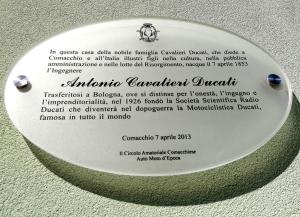 In questa casa della nobile famiglia Cavalieri Ducati, che diede a
Comacchio e all'Italia illustri figli nella cultura, nella pubblica
amministrazione e nelle lotte del Risorgimento, nacque il 7 aprile 1853
l'Ingegnere
Antonio Cavalieri Ducati
Trasferitosi a Bologna, ove si distinse per l'onestà, l'ingegno e
l'imprenditorialità, nel 1926 fondò la Società Scientifica Radio
Ducati che diventerà nel dopoguerra la Motociclistica Ducati,
famosa in tutto il mondo
Comacchio 7 aprile 2013
Il Circolo Amatoriale Comacchiese
Auto Moto d'Epoca